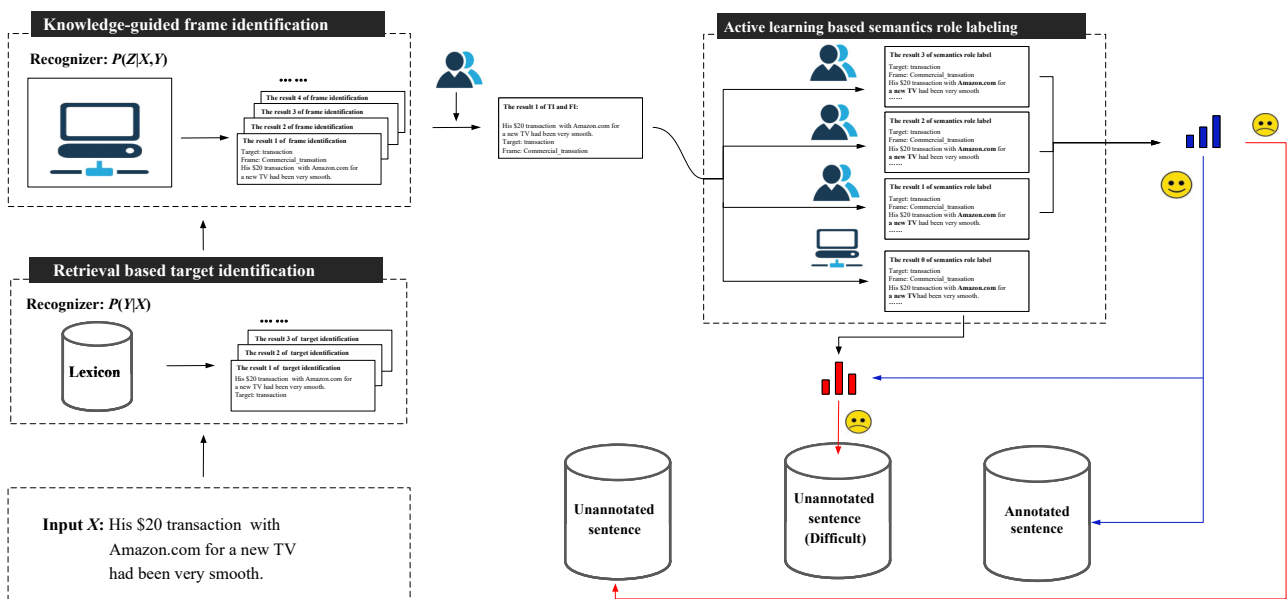 Knowledge-guided frame identification
Recognizer: P(Z|X,Y)
... ...
The result 4 of frame identification
The result 3 of frame identification
The result 2 of frame identification
The result 1 of frame identification
Target: transaction
Frame: Commercial_transation
His $20 transaction with Amazon.com for
a new TV had been very smooth.
Retrieval based target identification
Recognizer: P(Y|X)
Lexicon
... ...
The result 3 of target identification
The result 2 of target identification
The result 1 of target identification
His $20 transaction with Amazon.com for
a new TV had been very smooth.
Target: transaction
Input X: His $20 transaction with
Amazon.com for a new TV
had been very smooth.
The result 1 of TI and FI:
His $20 transaction with Amazon.com for
a new TV had been very smooth.
Target: transaction
Frame: Commercial_transation
Active learning based semantics role labeling
The result 3 of semantics role label
Target: transaction
Frame: Commercial_transation
His $20 transaction with Amazon.com for
a new TV had been very smooth
......
The result 2 of semantics role label
Target: transaction
Frame: Commercial_transation
His $20 transaction with Amazon.com for
a new TV had been very smooth
......
The result 1 of semantics role label
Target: transaction
Frame: Commercial_transation
His $20 transaction with Amazon.com for
a new TV had been very smooth.
......
The result 0 of semantics role label
Target: transaction
Frame: Commercial_transation
His $20 transaction with Amazon.com for
a new TVhad been very smooth.
......
Unannotated
sentence
Unannotated
sentence
(Difficult)
Annotated
sentence